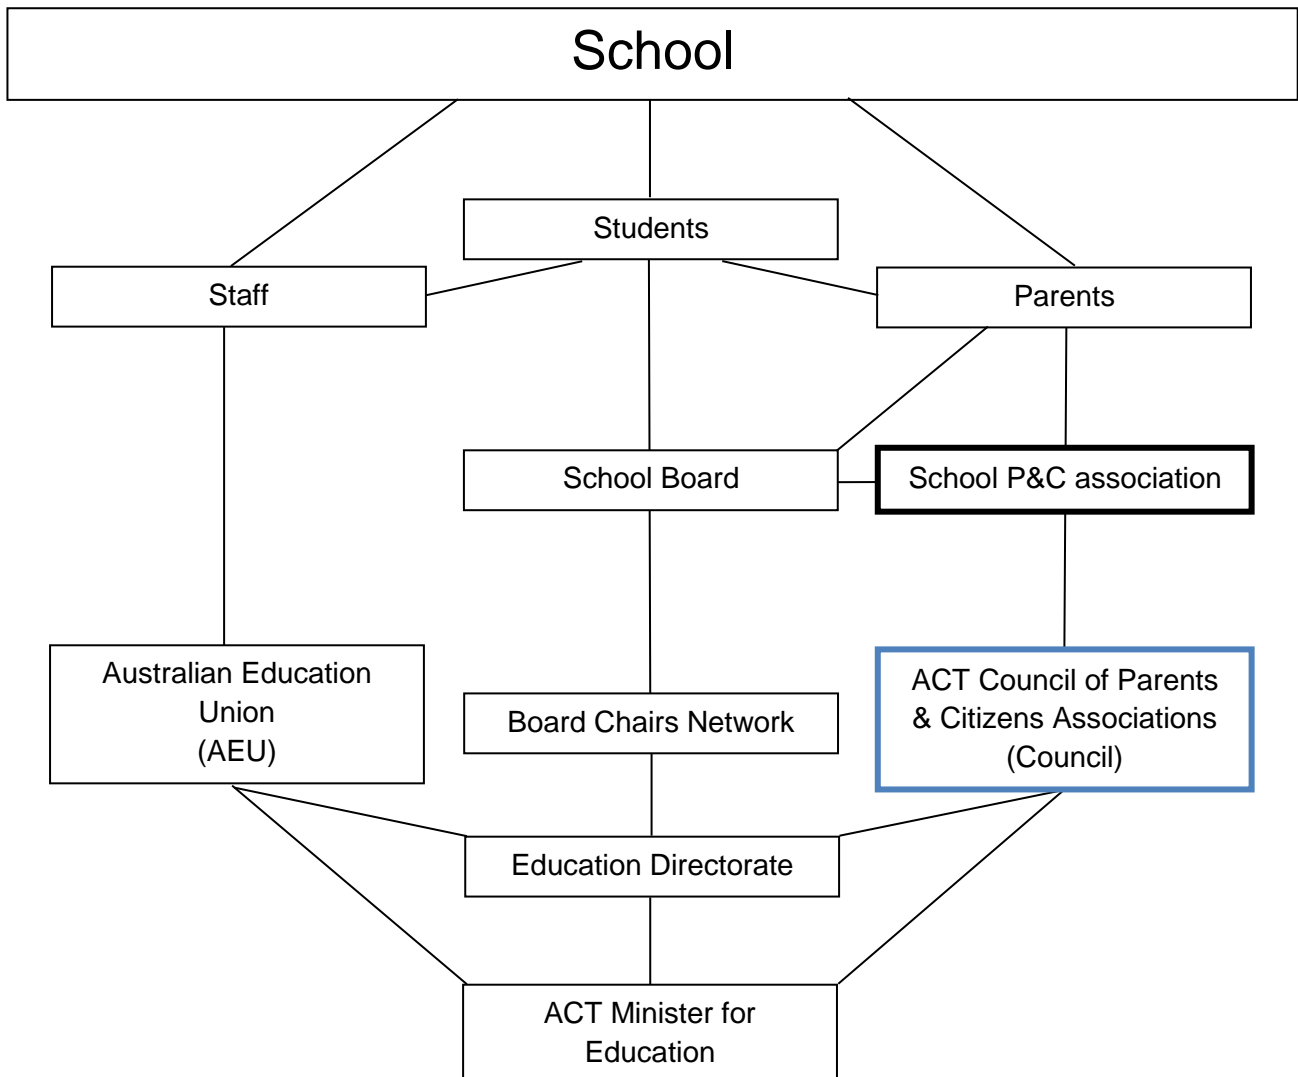 School
Students
Staff
Parents
School Board
School P&C association
Australian Education
Union
(AEU)
Board Chairs Network
ACT Council of Parents
& Citizens Associations
(Council)
Education Directorate
ACT Minister for
Education